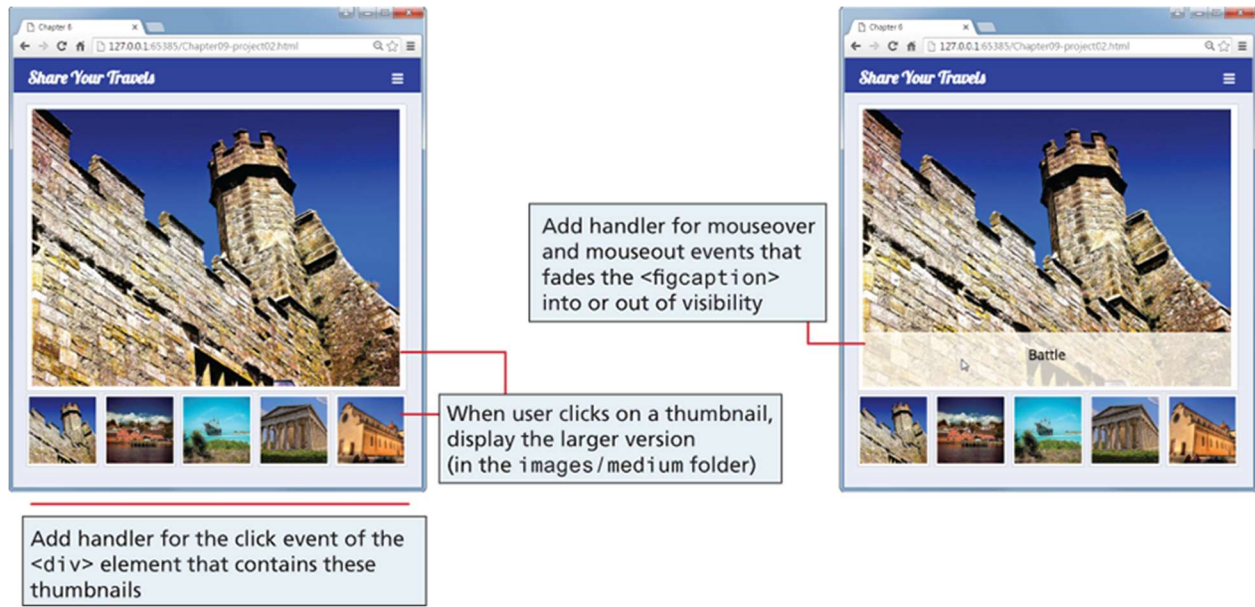 Chapter 6
127.0.0.1:65385/Chapter09-project02.html
Share Your Travels
Add handler for the click event of the
<div> element that contains these
thumbnails
When user clicks on a thumbnail,
display the larger version
(in the images/medium folder)
Add handler for mouseover
and mouseout events that
fades the <figcaption>
into or out of visibility
Chapter 6
127.0.0.1:65385/Chapter09-project02.html
Share Your Travels
Battle